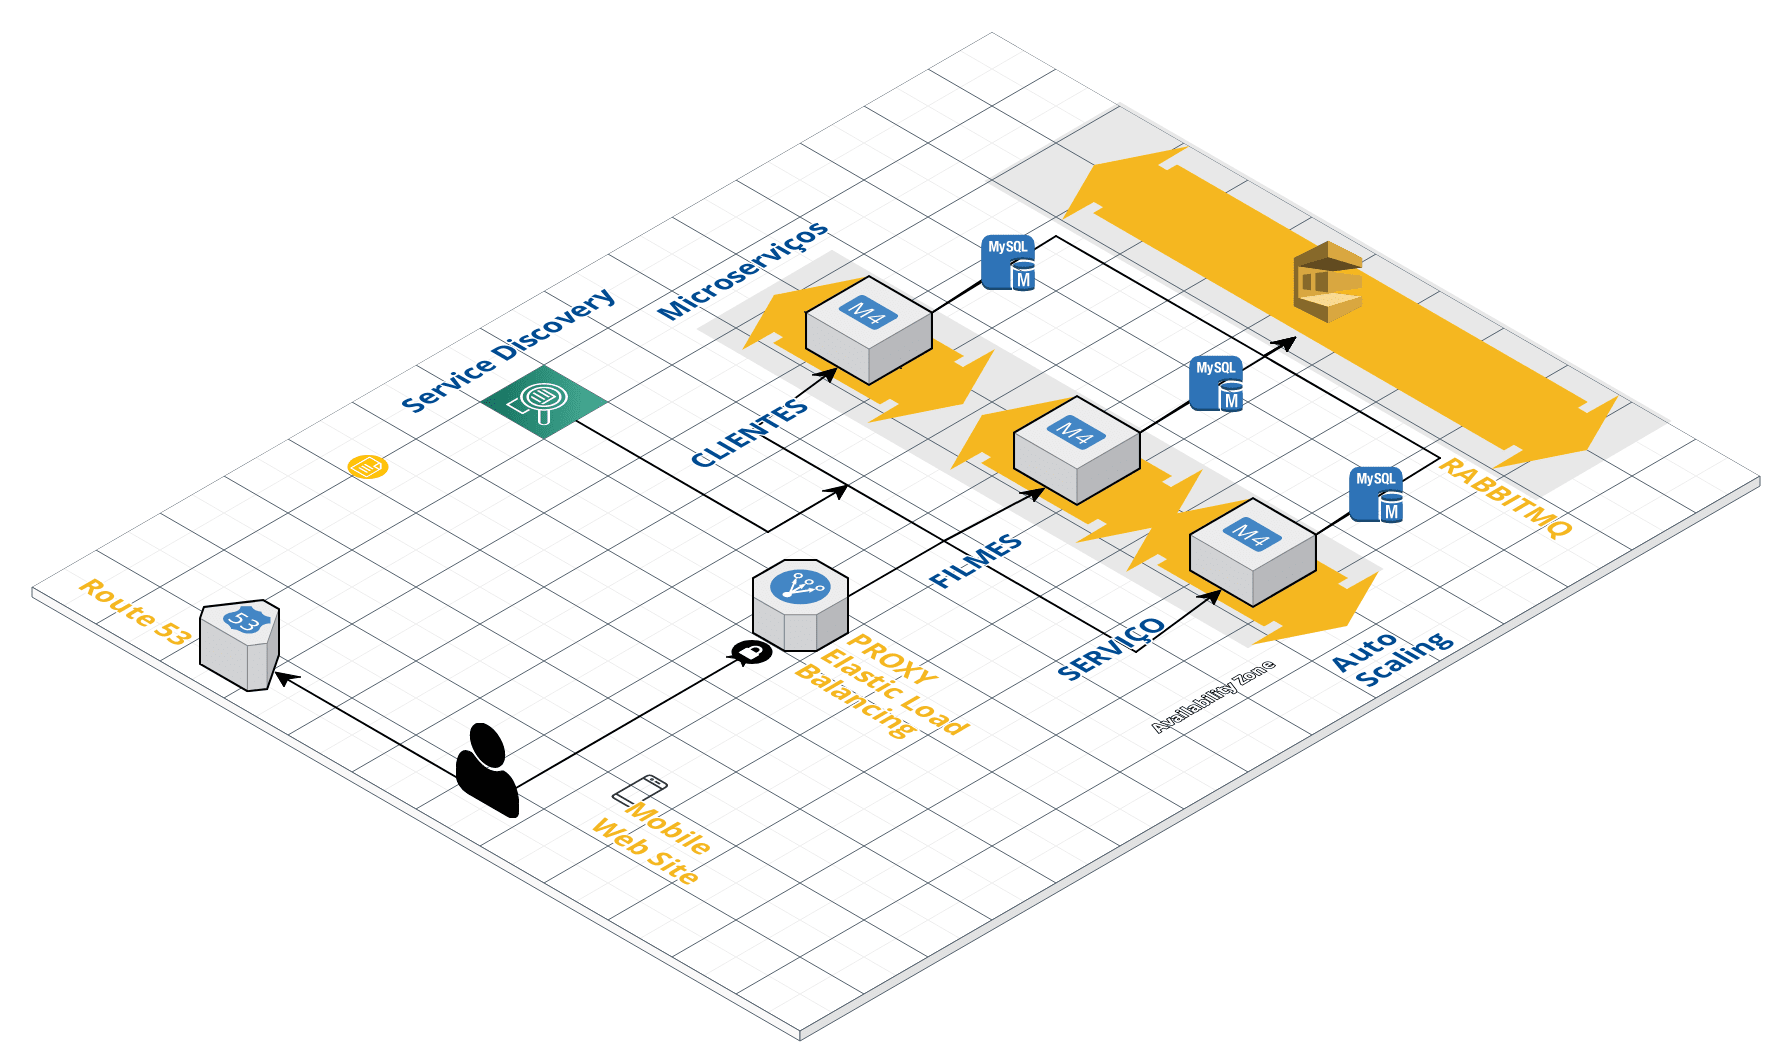 Microserviços
Service Discovery
MySQL
M
M4
CLIENTES
MySQL
M
M4
FILMES
MySQL
M
M4
SERVIÇO
RABBITMQ
Route 53
53
PROXY
Elastic Load
Balancing
Auto
Scaling
Availability Zone
Mobile
Web Site